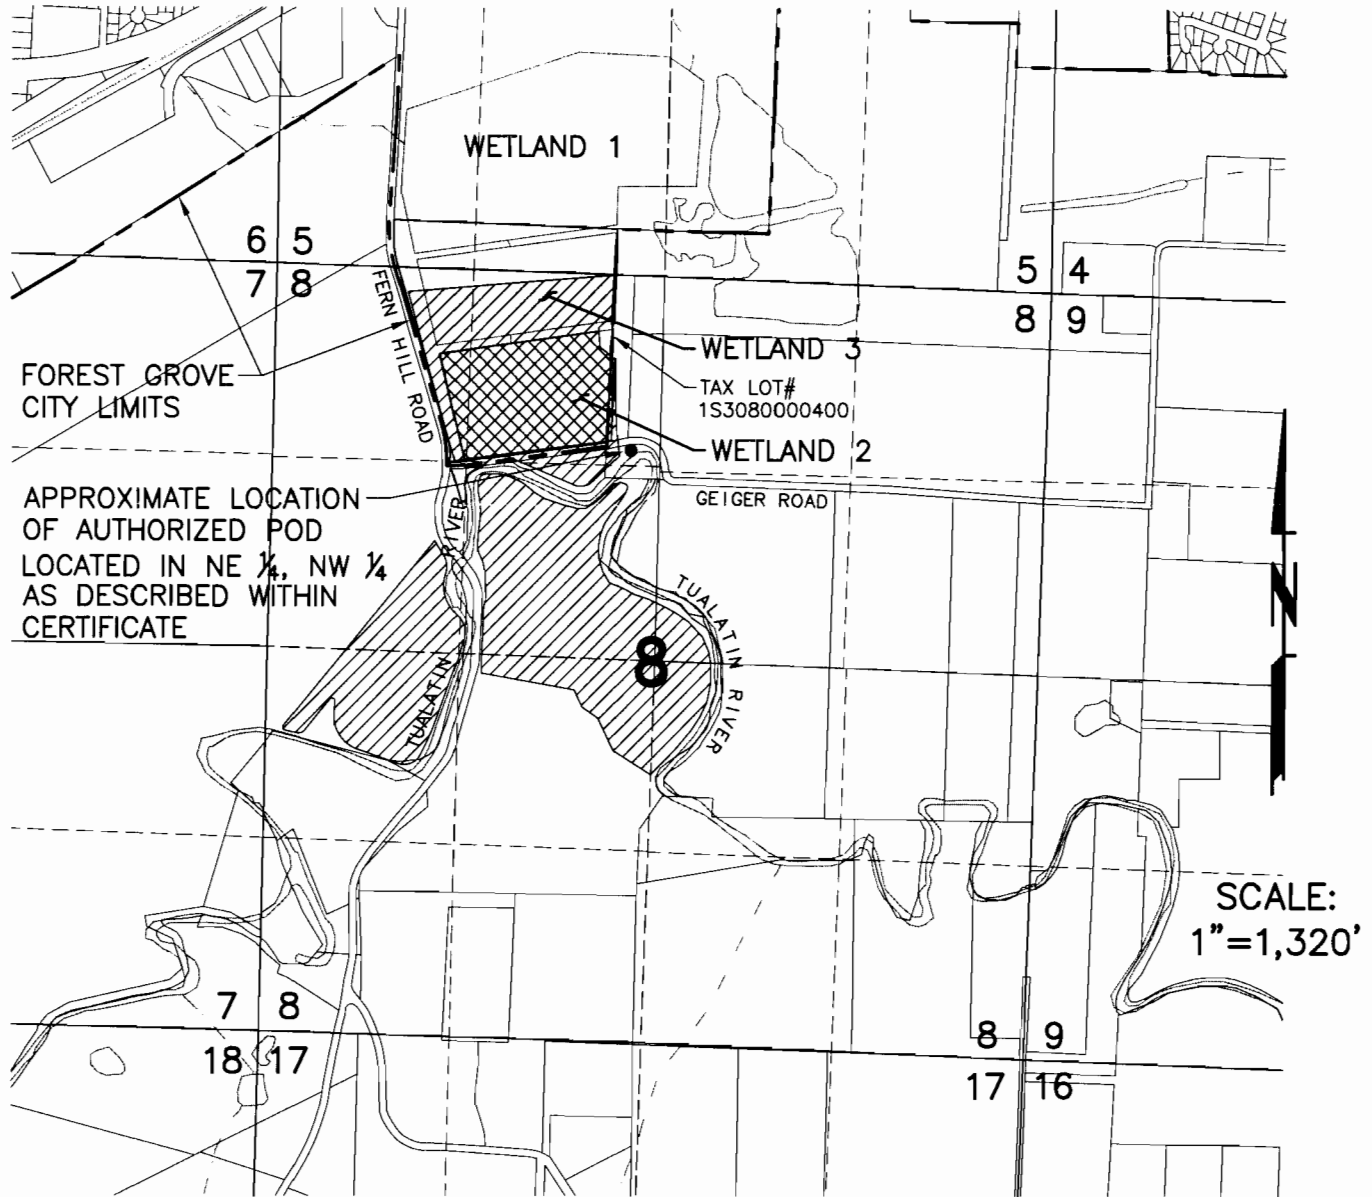 WETLAND 1
6 5
7 8
5 4
8 9
FERN HILL ROAD
WETLAND 3
TAX LOT#
1S3080000400
WETLAND 2
FOREST GROVE
CITY LIMITS
APPROXIMATE LOCATION
OF AUTHORIZED POD
LOCATED IN NE ¼, NW ¼
AS DESCRIBED WITHIN
CERTIFICATE
GEIGER ROAD
TUALATIN RIVER
TUALATIN RIVER
8
N
SCALE:
1"=1,320'
7 8
18 17
8 9
17 16